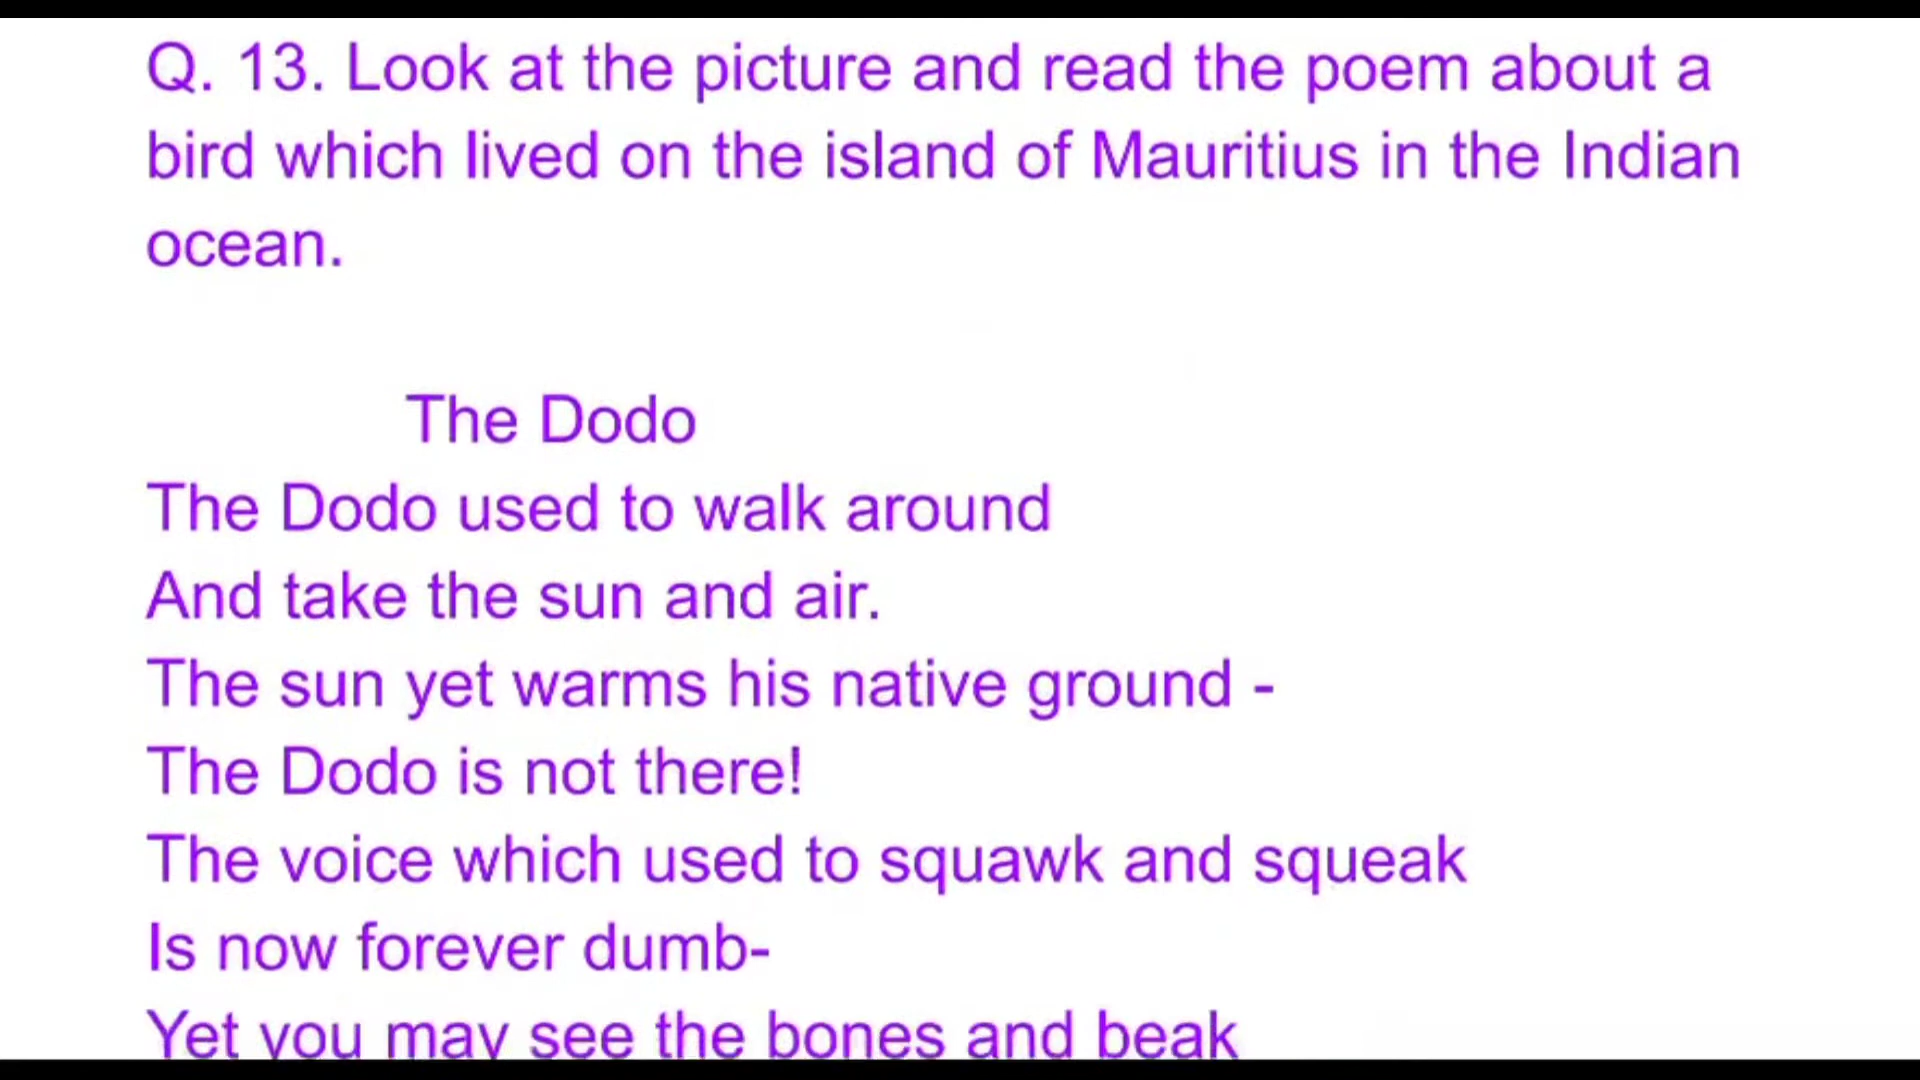 Q. 13. Look at the picture and read the poem about a
bird which lived on the island of Mauritius in the Indian
ocean.
The Dodo
The Dodo used to walk around
And take the sun and air.
The sun yet warms his native ground -
The Dodo is not there!
The voice which used to squawk and squeak
Is now forever dumb-
Yet you may see the bones and beak